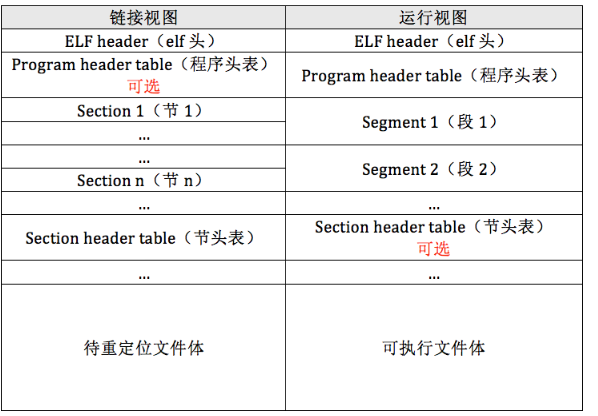 链接视图 运行视图
ELF header（elf 头） ELF header（elf 头）
Program header table（程序头表） Program header table（程序头表）
可选
Section 1（节 1） Segment 1（段 1）
...
... Segment 2（段 2）
Section n（节 n）
... ...
Section header table（节头表） Section header table（节头表）
可选
... ...
待重定位文件体 可执行文件体